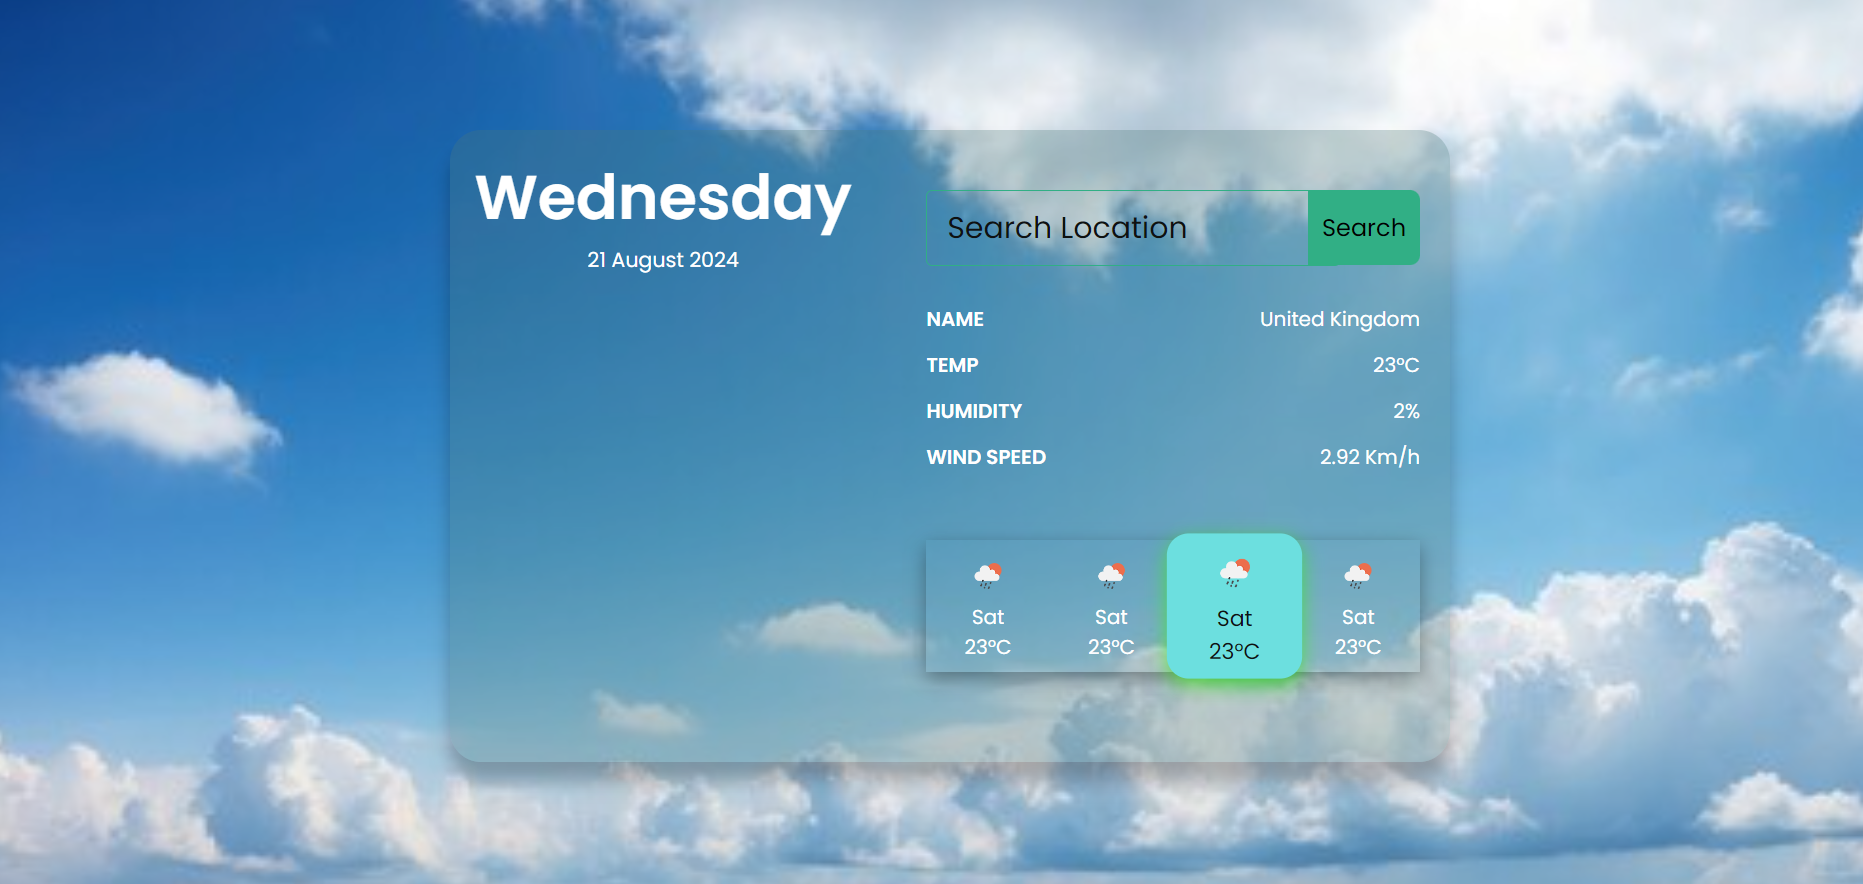 Wednesday
21 August 2024
Search Location
Search
NAME United Kingdom
TEMP 23°C
HUMIDITY 2%
WIND SPEED 2.92 Km/h
Sat Sat Sat Sat
23°C 23°C 23°C 23°C